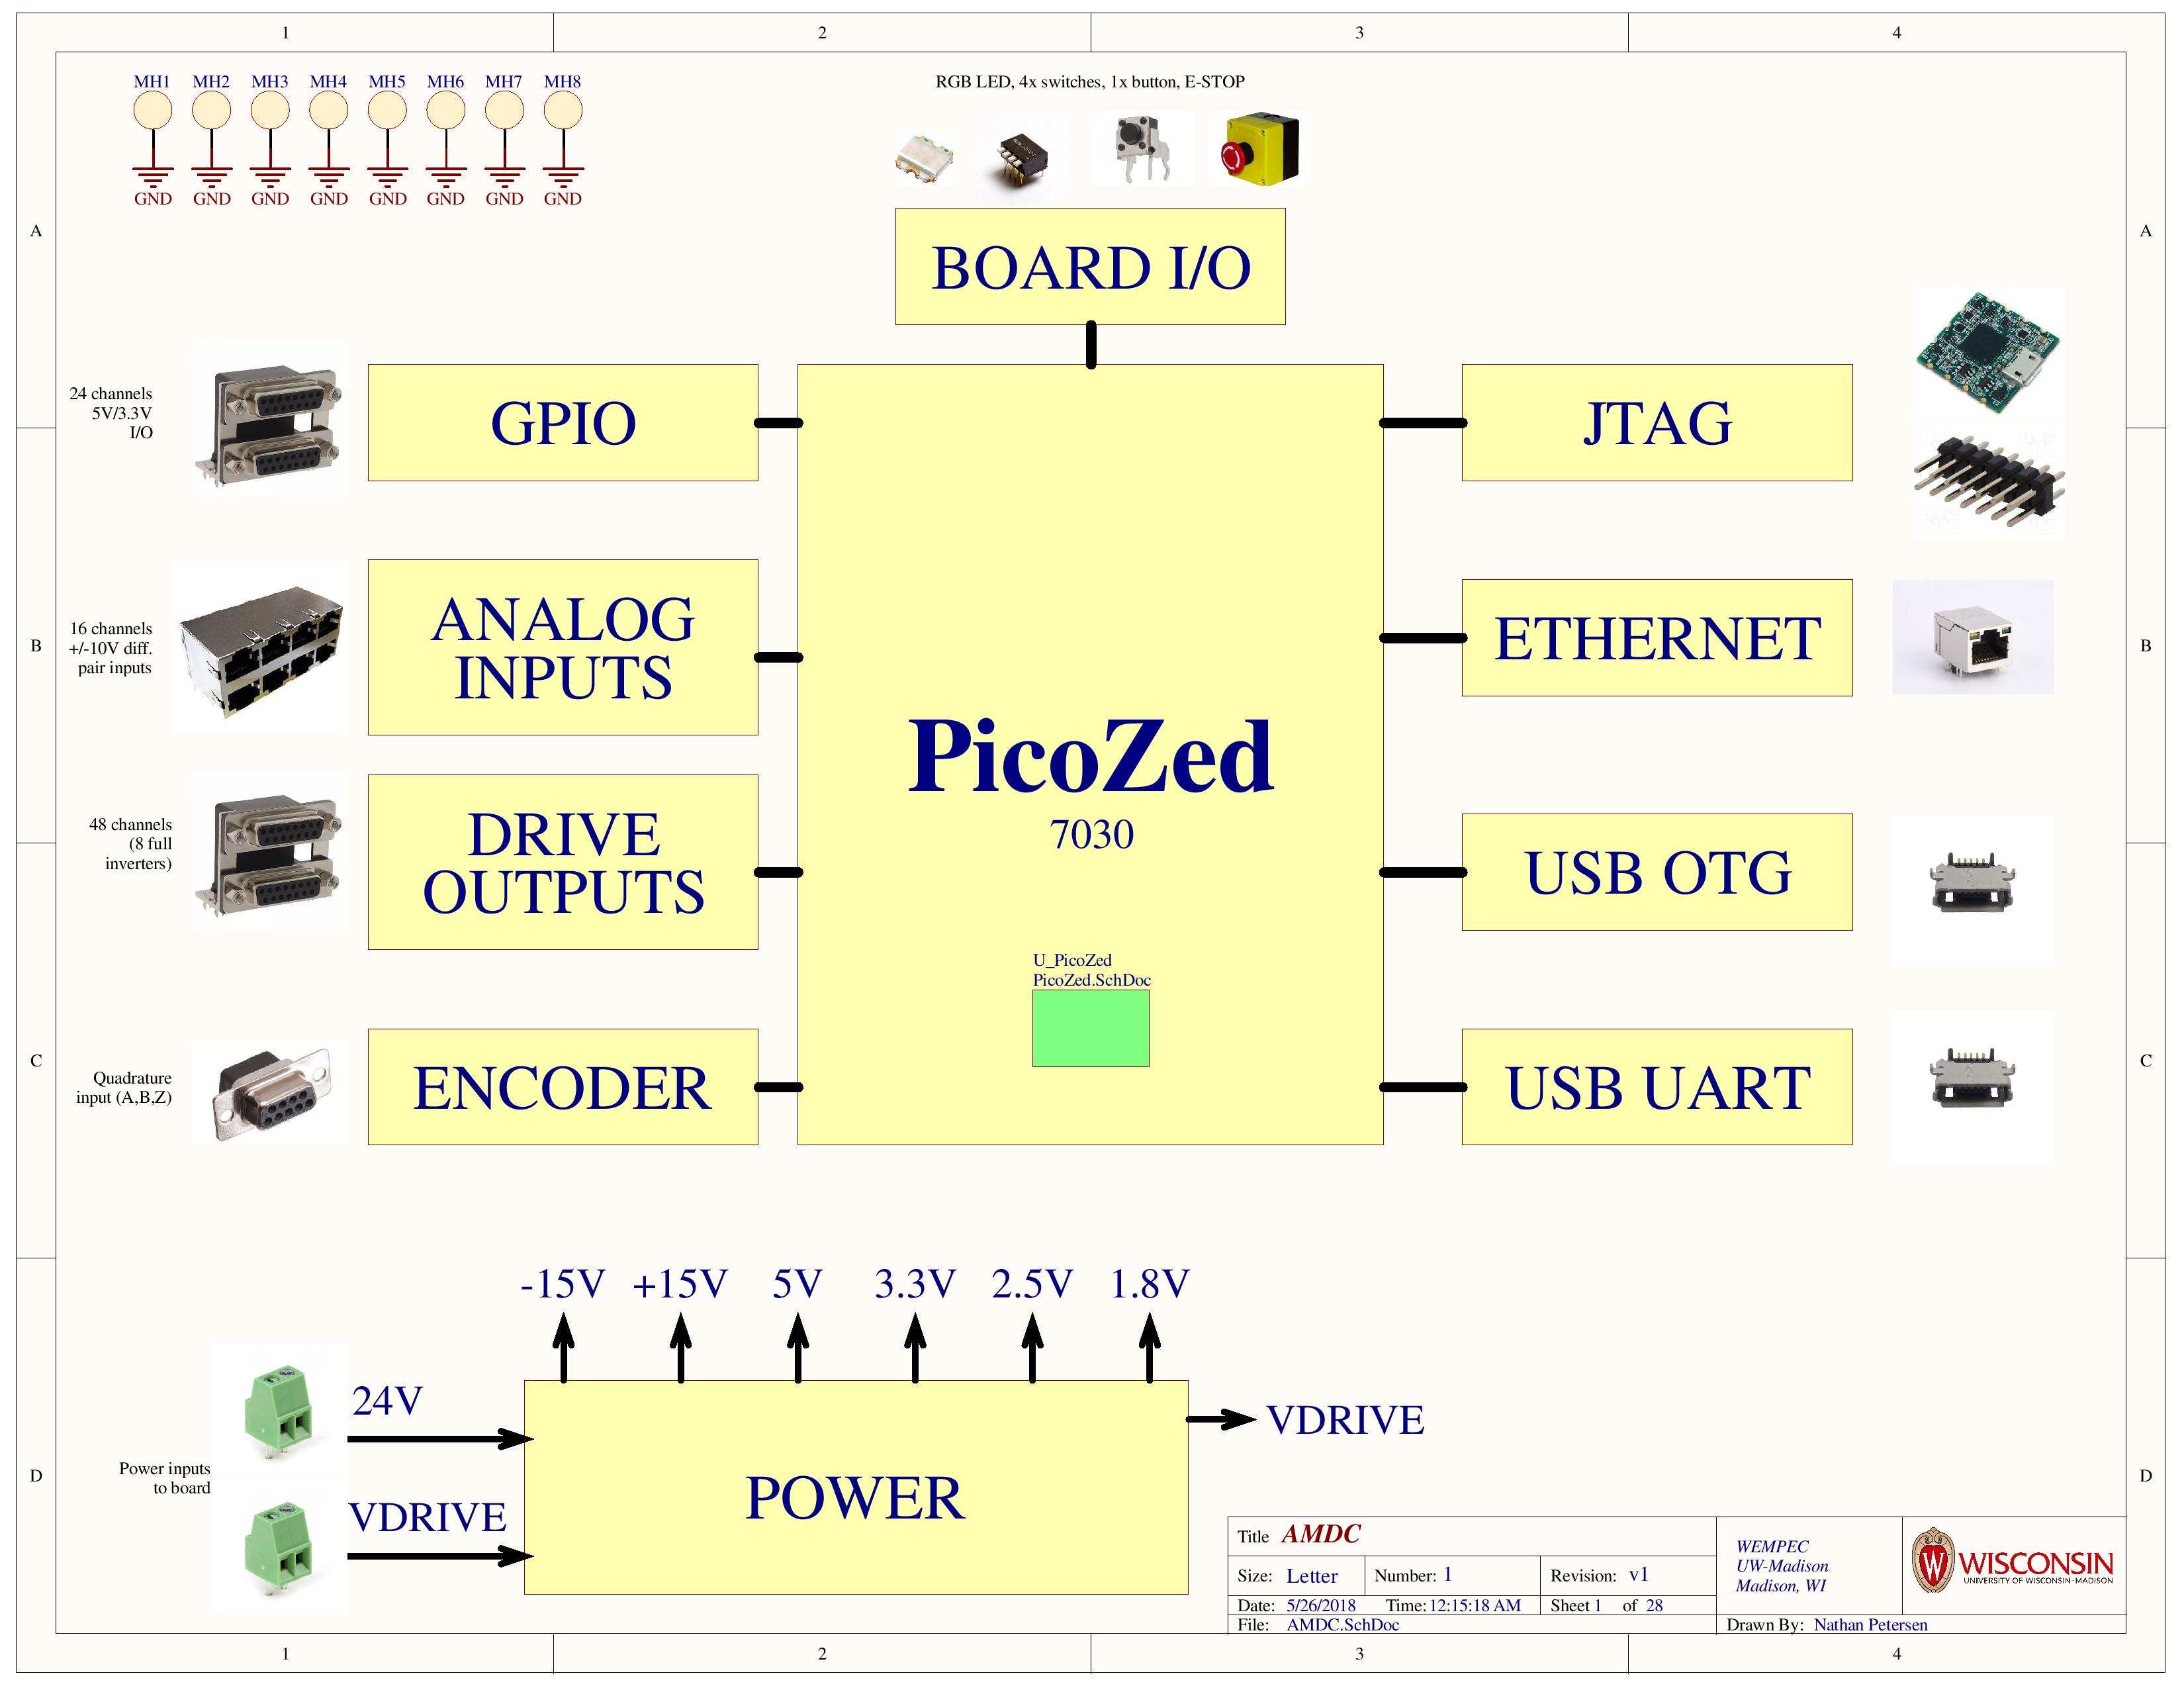 1 2 3 4
MH1 MH2 MH3 MH4 MH5 MH6 MH7 MH8
GND GND GND GND GND GND GND GND
RGB LED, 4x switches, 1x button, E-STOP
A A
BOARD I/O
24 channels
5V/3.3V
I/O
GPIO
JTAG
16 channels
+/-10V diff.
pair inputs
ANALOG
INPUTS
ETHERNET
B B
PicoZed
7030
48 channels
(8 full
inverters)
DRIVE
OUTPUTS
USB OTG
U_PicoZed
PicoZed.SchDoc
C C
Quadrature
input (A,B,Z)
ENCODER
USB UART
-15V +15V 5V 3.3V 2.5V 1.8V
24V
VDRIVE
Power inputs
to board
D D
VDRIVE
POWER
Title AMDC
Size: Letter Number: 1 Revision: v1
Date: 5/26/2018 Time: 12:15:18 AM Sheet 1 of 28
File: AMDC.SchDoc
WEMPEC
UW-Madison
Madison, WI
W
WISCONSIN
UNIVERSITY OF WISCONSIN-MADISON
Drawn By: Nathan Petersen
1 2 3 4